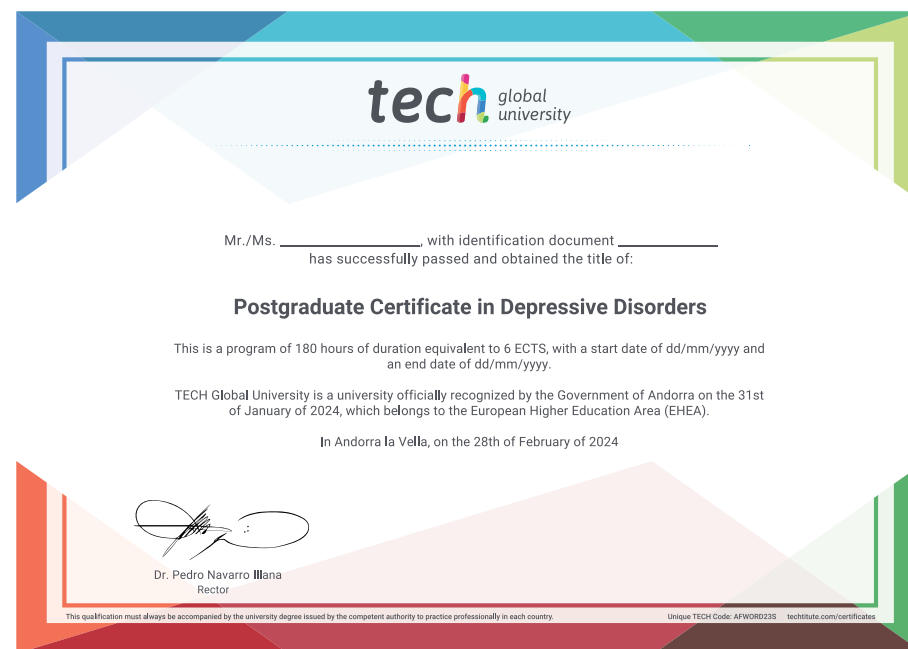 tech global university
Mr./Ms. ____________________, with identification document ______________
has successfully passed and obtained the title of:
Postgraduate Certificate in Depressive Disorders
This is a program of 180 hours of duration equivalent to 6 ECTS, with a start date of dd/mm/yyyy and
an end date of dd/mm/yyyy.
TECH Global University is a university officially recognized by the Government of Andorra on the 31st
of January of 2024, which belongs to the European Higher Education Area (EHEA).
In Andorra la Vella, on the 28th of February of 2024
Dr. Pedro Navarro Illana
Rector
This qualification must always be accompanied by the university degree issued by the competent authority to practice professionally in each country.
Unique TECH Code: AFWORD23S techtitute.com/certificates